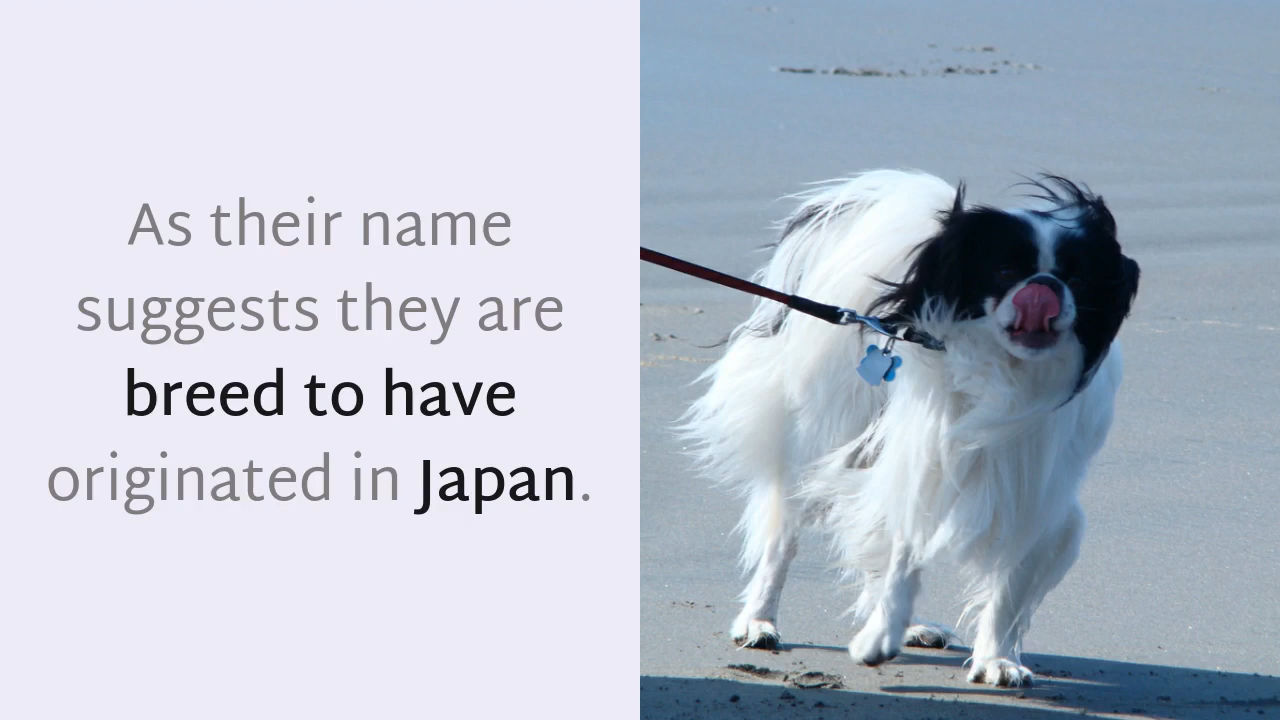 As their name
suggests they are
breed to have
originated in Japan.